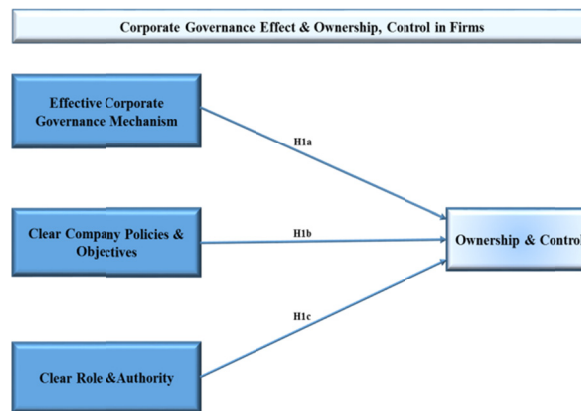 Corporate Governance Effect & Ownership, Control in Firms
Effective Corporate
Governance Mechanism
H1a
Clear Company Policies &
Objectives
H1b
Ownership & Control
H1c
Clear Role &Authority